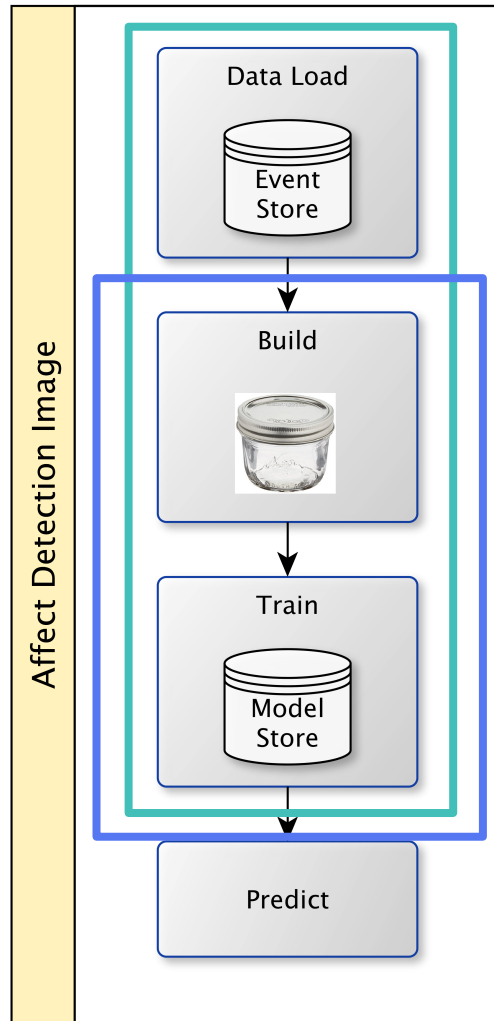 Affect Detection Image
Data Load
Event
Store
Build
Train
Model
Store
Predict